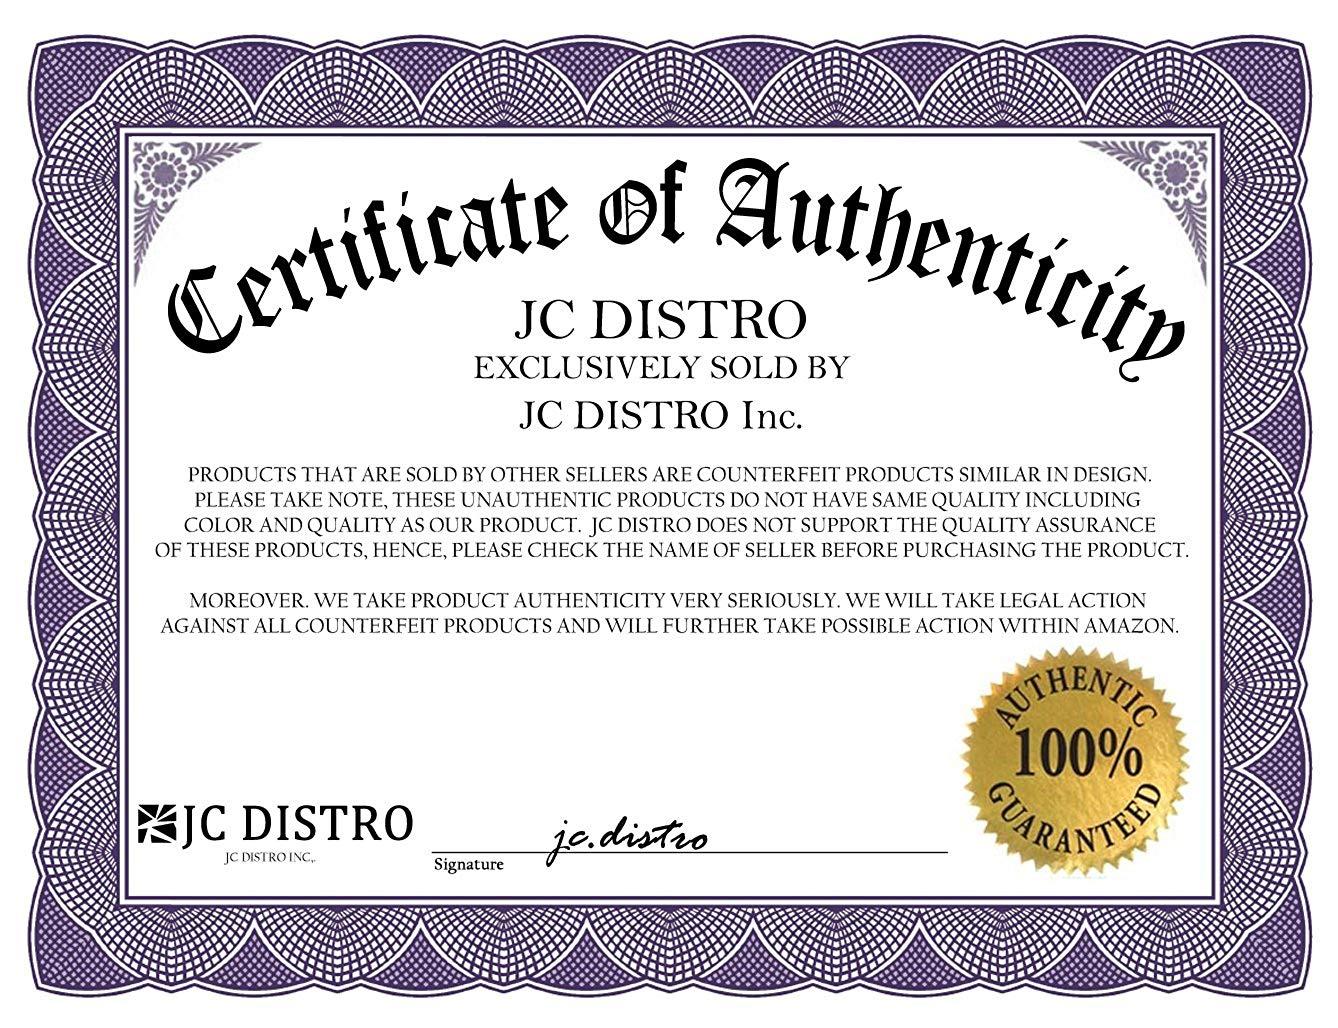 Certificate of Authenticity
JC DISTRO
EXCLUSIVELY SOLD BY
JC DISTRO Inc.
PRODUCTS THAT ARE SOLD BY OTHER SELLERS ARE COUNTERFEIT PRODUCTS SIMILAR IN DESIGN.
PLEASE TAKE NOTE, THESE UNAUTHENTIC PRODUCTS DO NOT HAVE SAME QUALITY INCLUDING
COLOR AND QUALITY AS OUR PRODUCT. JC DISTRO DOES NOT SUPPORT THE QUALITY ASSURANCE
OF THESE PRODUCTS, HENCE, PLEASE CHECK THE NAME OF SELLER BEFORE PURCHASING THE PRODUCT.
MOREOVER. WE TAKE PRODUCT AUTHENTICITY VERY SERIOUSLY. WE WILL TAKE LEGAL ACTION
AGAINST ALL COUNTERFEIT PRODUCTS AND WILL FURTHER TAKE POSSIBLE ACTION WITHIN AMAZON.
AUTHENTIC
100%
GUARANTEED
JC DISTRO
JC DISTRO INC,.
jc.distro
Signature